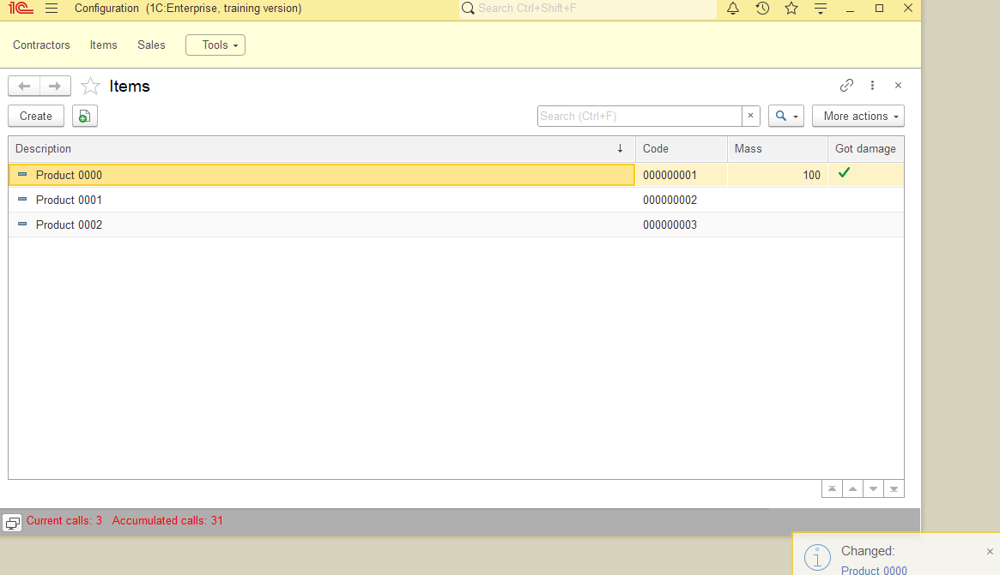 1C Configuration (1C:Enterprise, training version) Search Ctrl+Shift+F
Contractors Items Sales Tools
Items
Create Search (Ctrl+F) × More actions
Description ↓ Code Mass Got damage
Product 0000 000000001 100 ✓
Product 0001 000000002
Product 0002 000000003
Current calls: 3 Accumulated calls: 31
Changed:
Product 0000